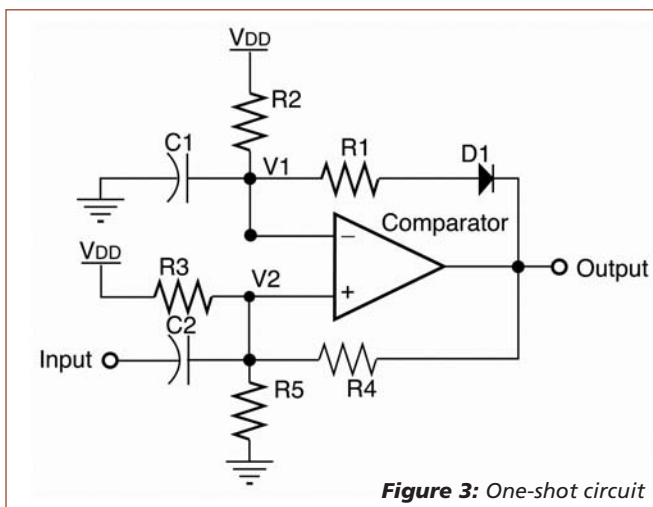 VDD
R2
C1
V1
R1
D1
Comparator
−
VDD
R3
V2
+
Output
C2
Input
R4
R5
Figure 3: One-shot circuit